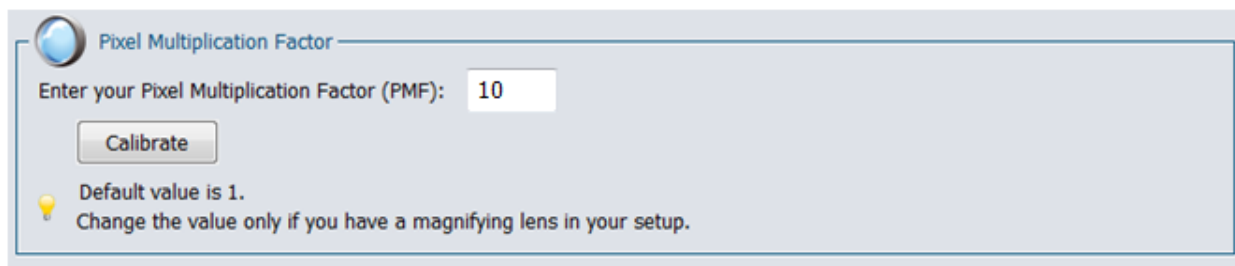 Pixel Multiplication Factor
Enter your Pixel Multiplication Factor (PMF): 10
Calibrate
Default value is 1.
Change the value only if you have a magnifying lens in your setup.